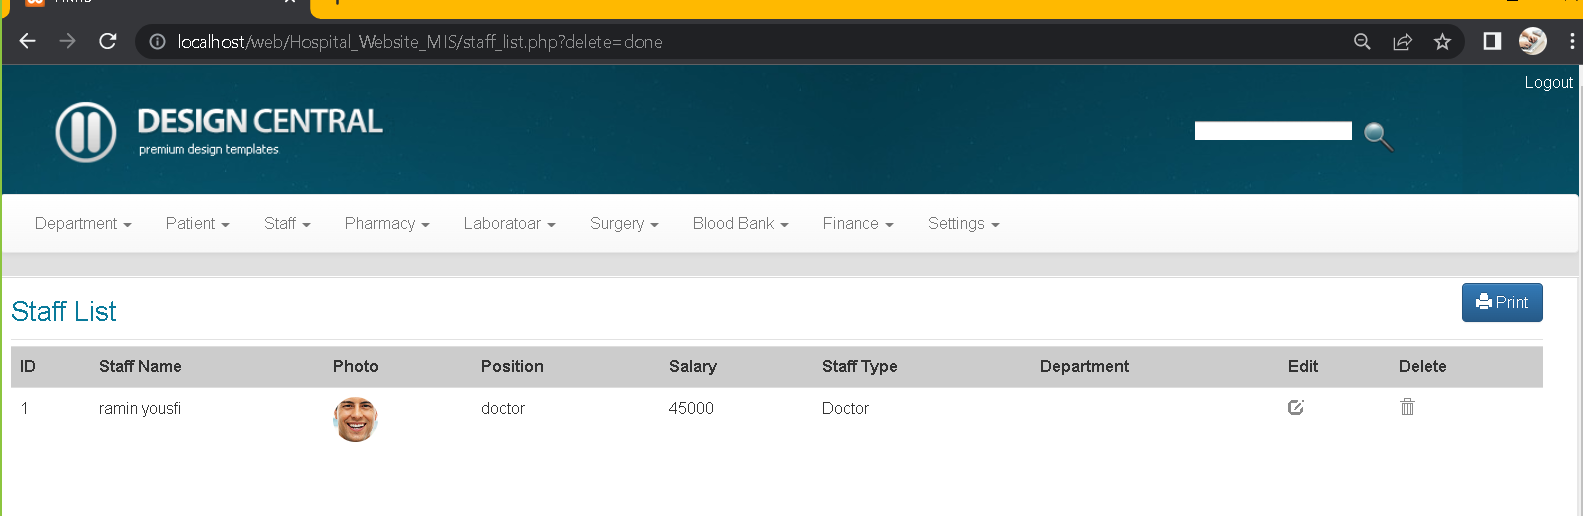 localhost/web/Hospital_Website_MIS/staff_list.php?delete=done
Logout
DESIGN CENTRAL
premium design templates
Department Patient Staff Pharmacy Laboratoar Surgery Blood Bank Finance Settings
Staff List
Print
ID Staff Name Photo Position Salary Staff Type Department Edit Delete
1 ramin yousfi doctor 45000 Doctor